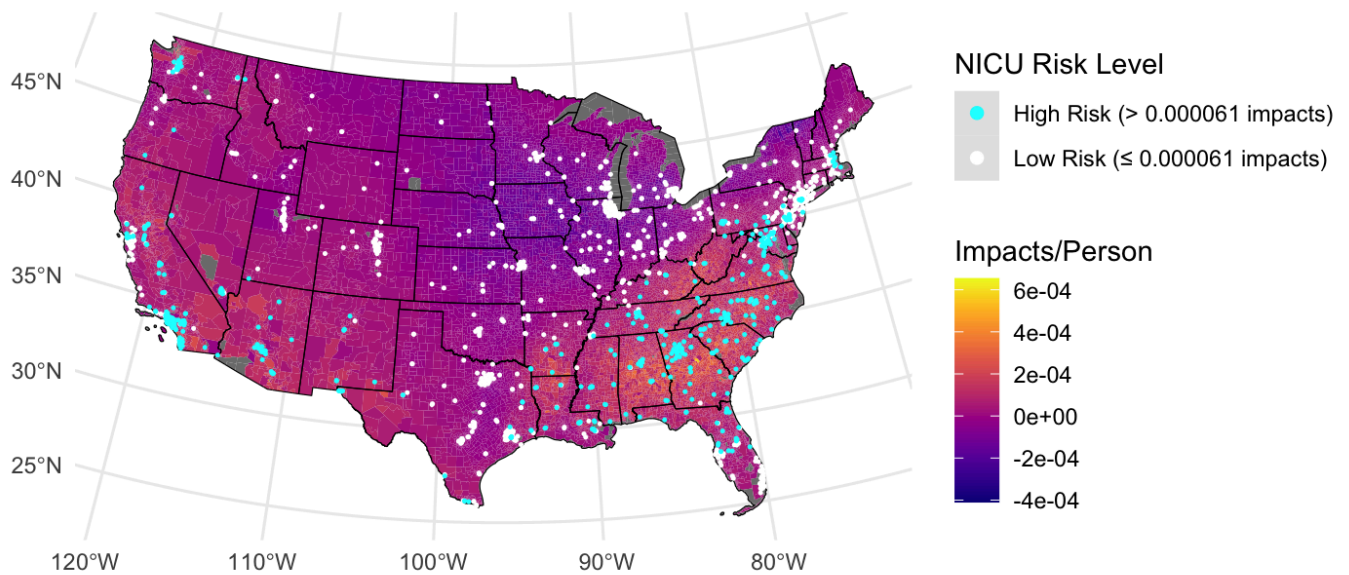 45°N
40°N
35°N
30°N
25°N
120°W
110°W
100°W
90°W
80°W
NICU Risk Level
High Risk (> 0.000061 impacts)
Low Risk (≤ 0.000061 impacts)
Impacts/Person
6e-04
4e-04
2e-04
0e+00
-2e-04
-4e-04